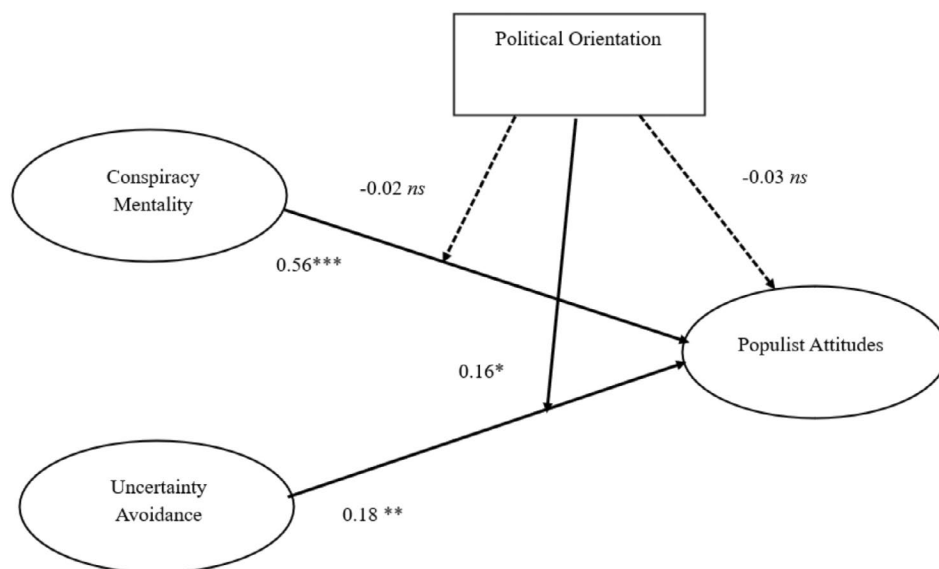 Political Orientation
Conspiracy
Mentality
-0.02 ns
-0.03 ns
0.56***
Populist Attitudes
0.16*
Uncertainty
Avoidance
0.18 **